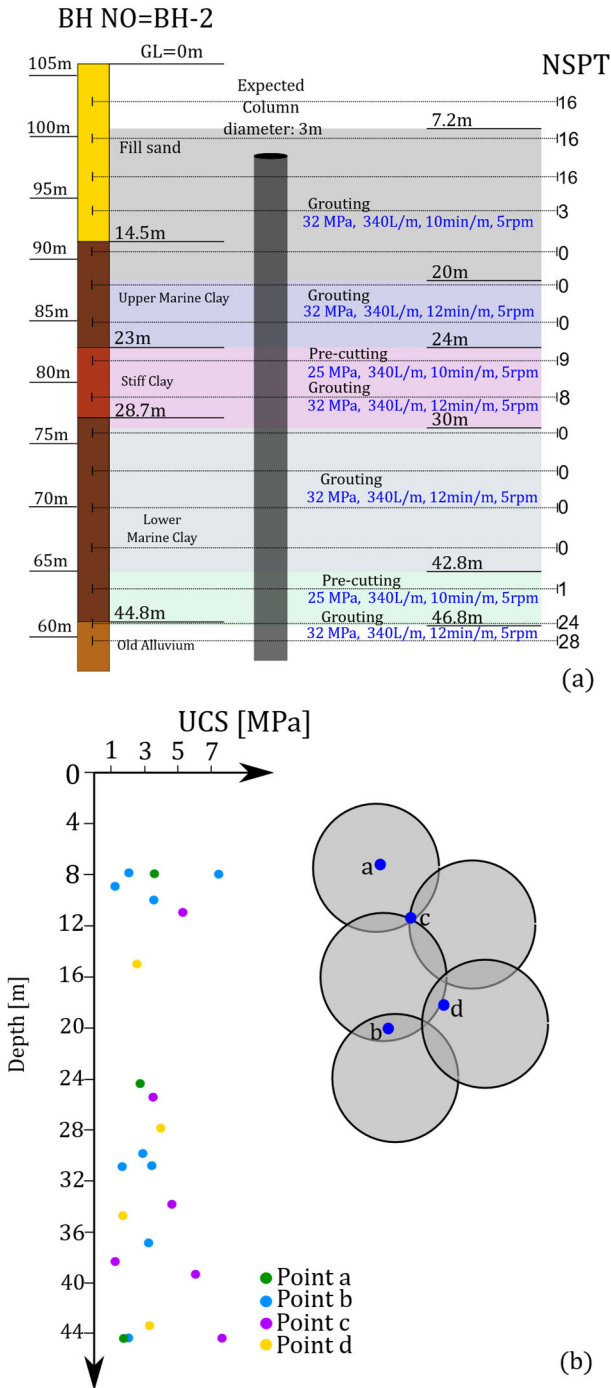 BH NO=BH-2
GL=0m
NSPT
105m
Expected
Column
diameter: 3m
16
7.2m
100m
Fill sand
16
16
95m
Grouting
32 MPa, 340L/m, 10min/m, 5rpm
3
14.5m
90m
0
20m
0
Upper Marine Clay
Grouting
32 MPa, 340L/m, 12min/m, 5rpm
85m
0
23m
24m
Pre-cutting
25 MPa, 340L/m, 10min/m, 5rpm
9
80m
Stiff Clay
Grouting
32 MPa, 340L/m, 12min/m, 5rpm
8
28.7m
30m
75m
0
0
Grouting
32 MPa, 340L/m, 12min/m, 5rpm
70m
0
Lower
Marine Clay
0
65m
42.8m
Pre-cutting
25 MPa, 340L/m, 10min/m, 5rpm
1
44.8m
Grouting
46.8m
24
60m
32 MPa, 340L/m, 12min/m, 5rpm
Old Alluvium
28
(a)
UCS [MPa]
1 3 5 7
0
4
8
12
16
20
24
28
32
36
40
44
Depth [m]
a
c
d
b
Point a
Point b
Point c
Point d
(b)